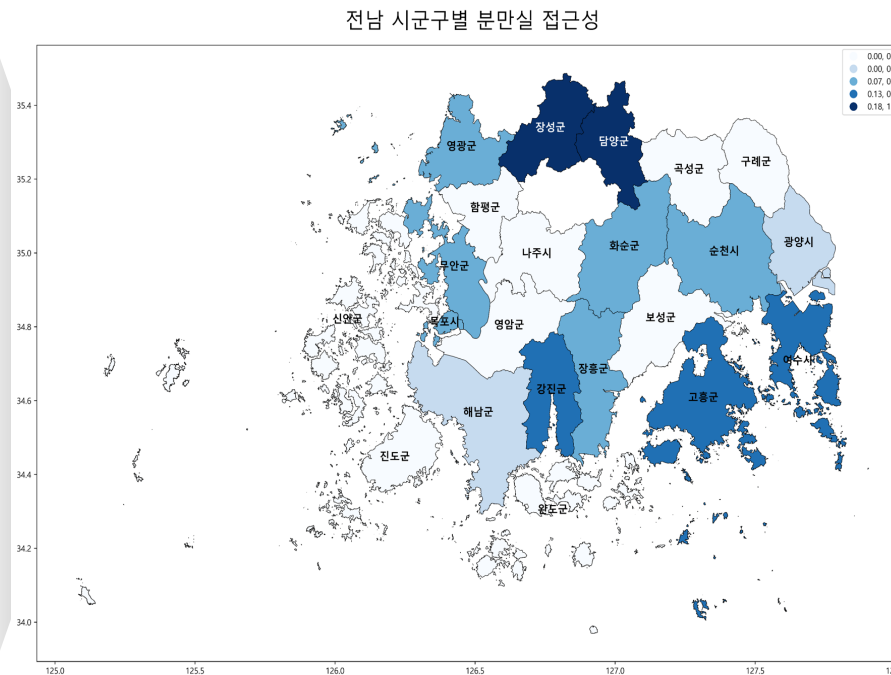 전남 시군구별 분만실 접근성
0.00, 0
0.00, 0
0.07, 0
0.13, 0
0.18, 1
35.4
35.2
35.0
34.8
34.6
34.4
34.2
34.0
장성군
담양군
영광군
곡성군
구례군
함평군
나주시
화순군
순천시
광양시
무안군
신안군
목포시
영암군
보성군
여수시
장흥군
강진군
고흥군
해남군
진도군
완도군
125.0
125.5
126.0
126.5
127.0
127.5